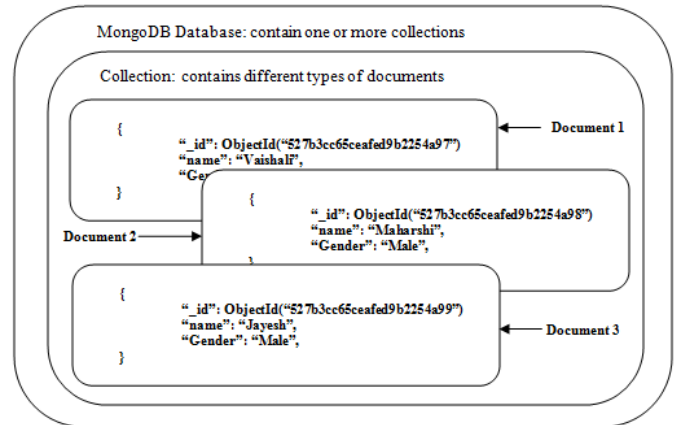 MongoDB Database: contain one or more collections
Collection: contains different types of documents
{
“_id”: ObjectId(“527b3cc65ceafed9b2254a97”)
“name”: “Vaishali”,
“Gen
}
Document 1
{
“_id”: ObjectId(“527b3cc65ceafed9b2254a98”)
“name”: “Maharshi”,
“Gender”: “Male”,
}
Document 2
{
“_id”: ObjectId(“527b3cc65ceafed9b2254a99”)
“name”: “Jayesh”,
“Gender”: “Male”,
}
Document 3